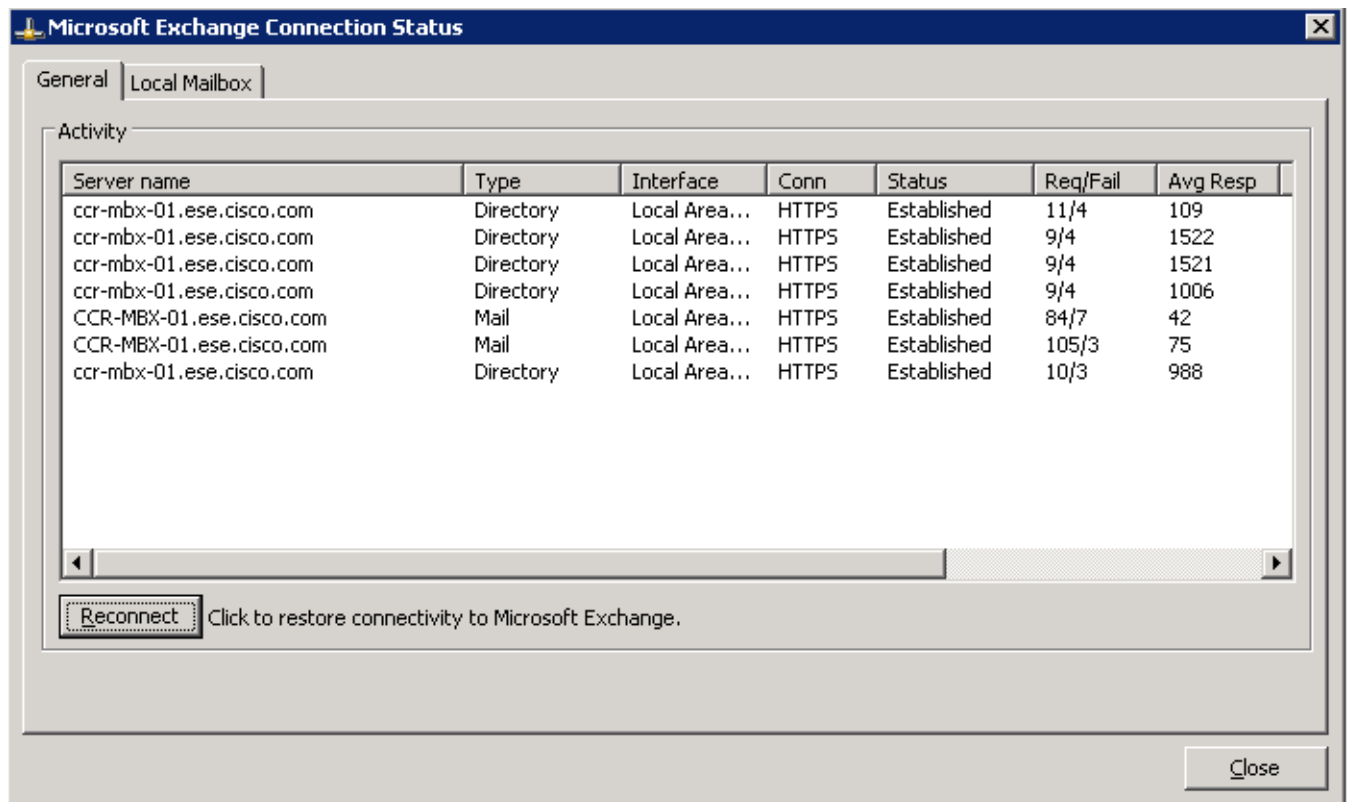 Microsoft Exchange Connection Status
General Local Mailbox
Activity
Server name Type Interface Conn Status Req/Fail Avg Resp
ccr-mbx-01.ese.cisco.com Directory Local Area... HTTPS Established 11/4 109
ccr-mbx-01.ese.cisco.com Directory Local Area... HTTPS Established 9/4 1522
ccr-mbx-01.ese.cisco.com Directory Local Area... HTTPS Established 9/4 1521
ccr-mbx-01.ese.cisco.com Directory Local Area... HTTPS Established 9/4 1006
CCR-MBX-01.ese.cisco.com Mail Local Area... HTTPS Established 84/7 42
CCR-MBX-01.ese.cisco.com Mail Local Area... HTTPS Established 105/3 75
ccr-mbx-01.ese.cisco.com Directory Local Area... HTTPS Established 10/3 988
Reconnect Click to restore connectivity to Microsoft Exchange.
Close